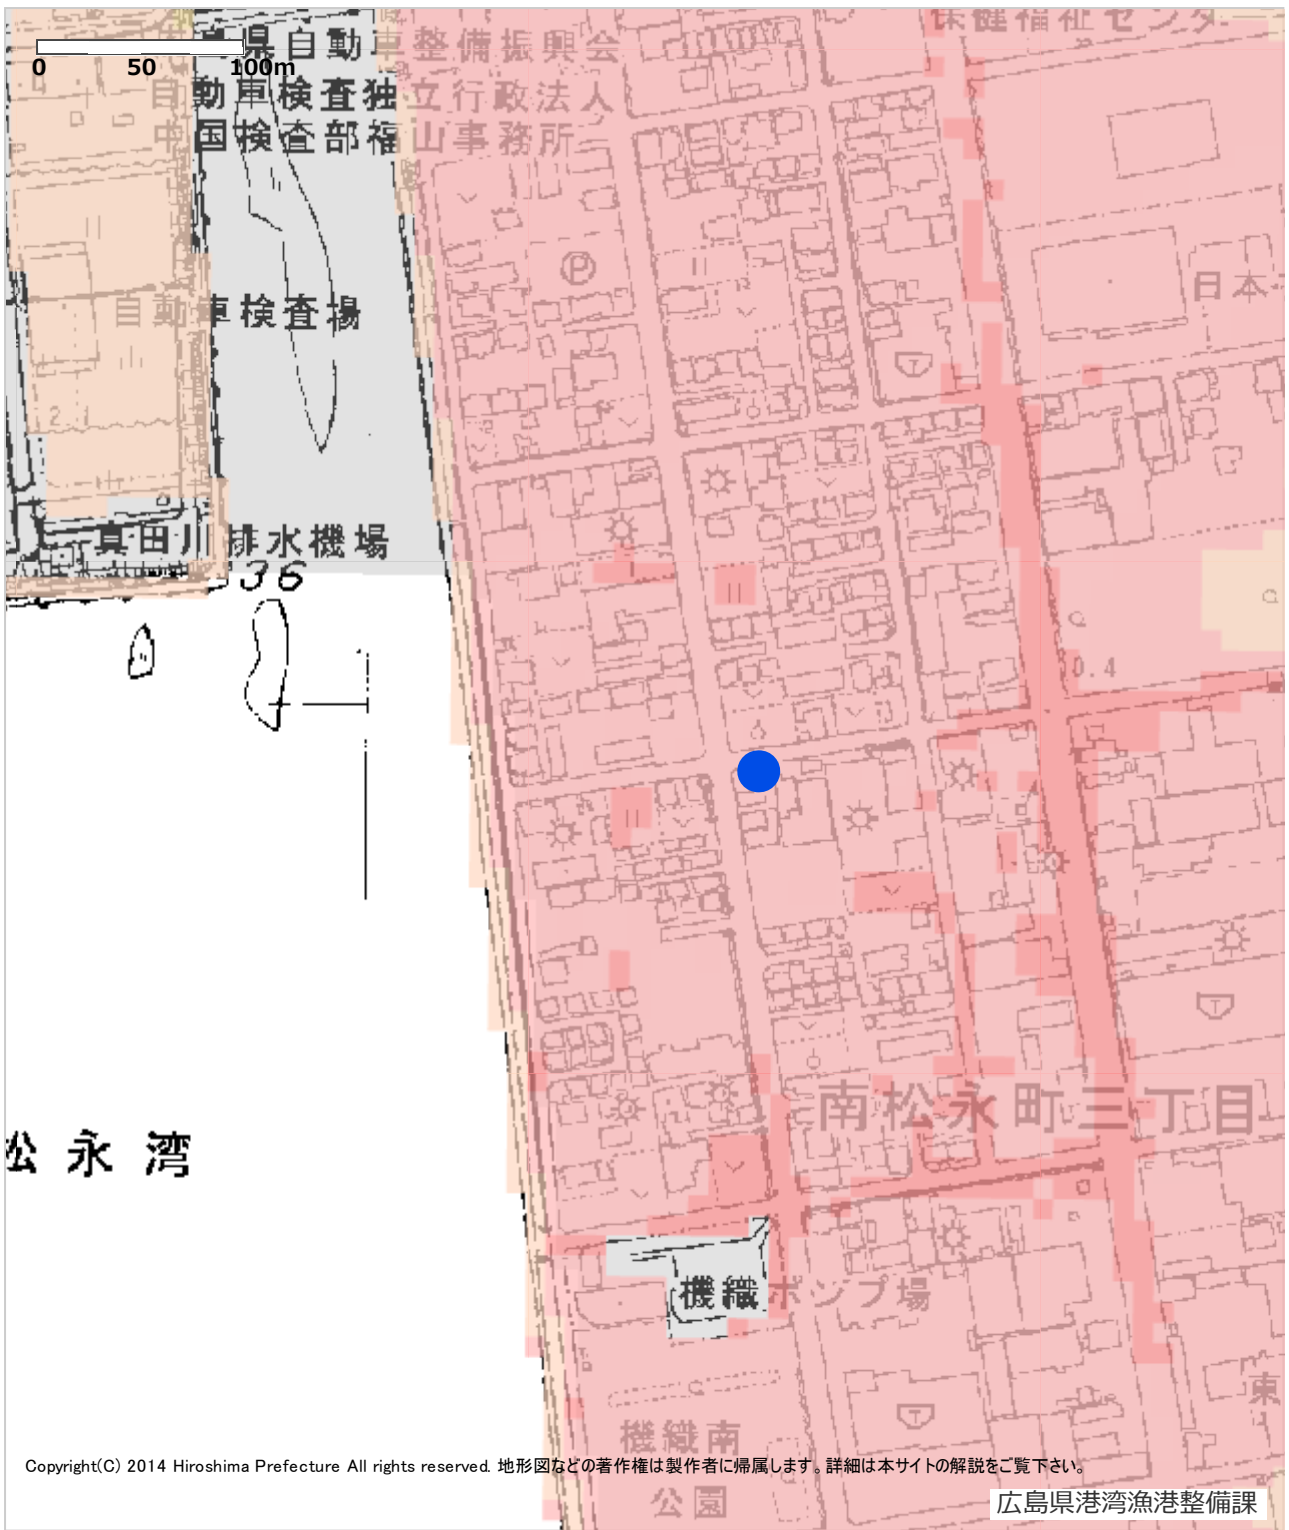 保健福祉センター
県自動車整備振興会
0 50 100m
自動車検査独立行政法人
中国検査部福山事務所
P
日本
自動車検査場
T
真田川排水機場
36
0.4
T
南松永町三丁目
松永湾
機織ポンプ場
東
T
機織南
公園
Copyright(C) 2014 Hiroshima Prefecture All rights reserved. 地形図などの著作権は製作者に帰属します。詳細は本サイトの解説をご覧下さい。
広島県港湾漁港整備課